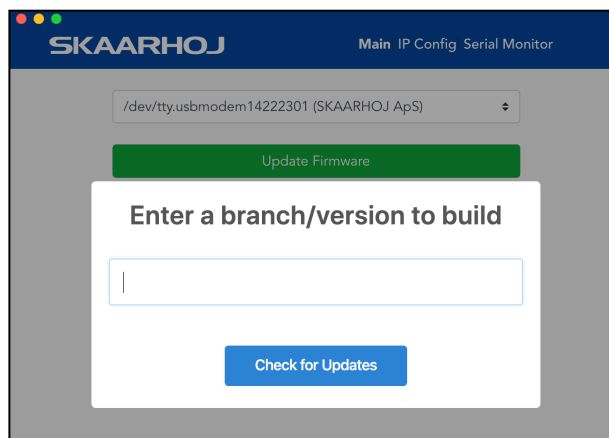 SKAARHOJ
Main IP Config Serial Monitor
/dev/tty.usbmodem14222301 (SKAARHOJ ApS)
Update Firmware
Enter a branch/version to build
Check for Updates